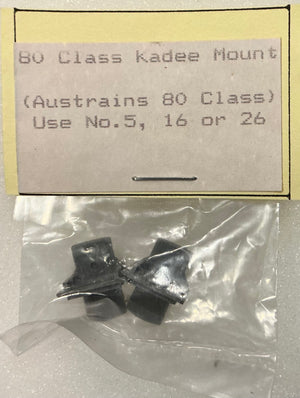 80 Class Kadee Mount
(Austrains 80 Class)
Use No.5, 16 or 26